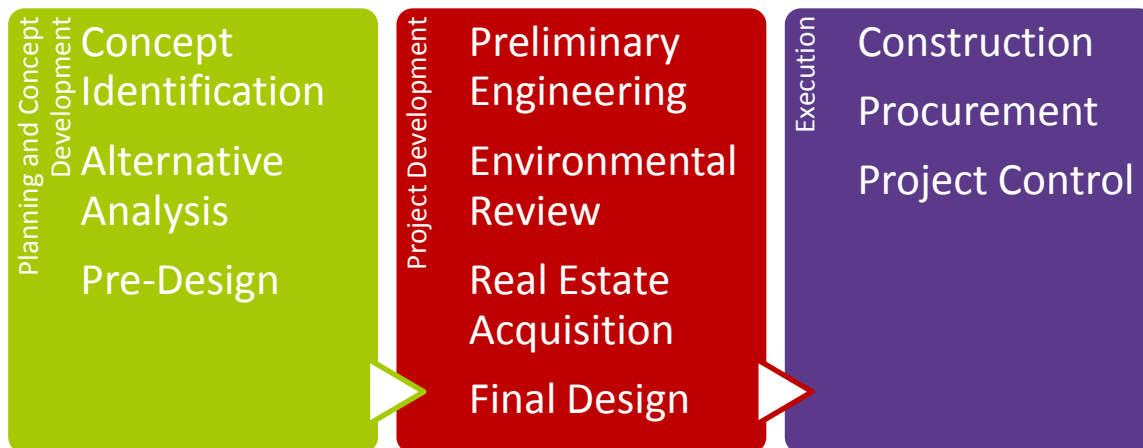 Planning and Concept
Development
Concept
Identification
Alternative
Analysis
Pre-Design
Project Development
Preliminary
Engineering
Environmental
Review
Real Estate
Acquisition
Final Design
Execution
Construction
Procurement
Project Control